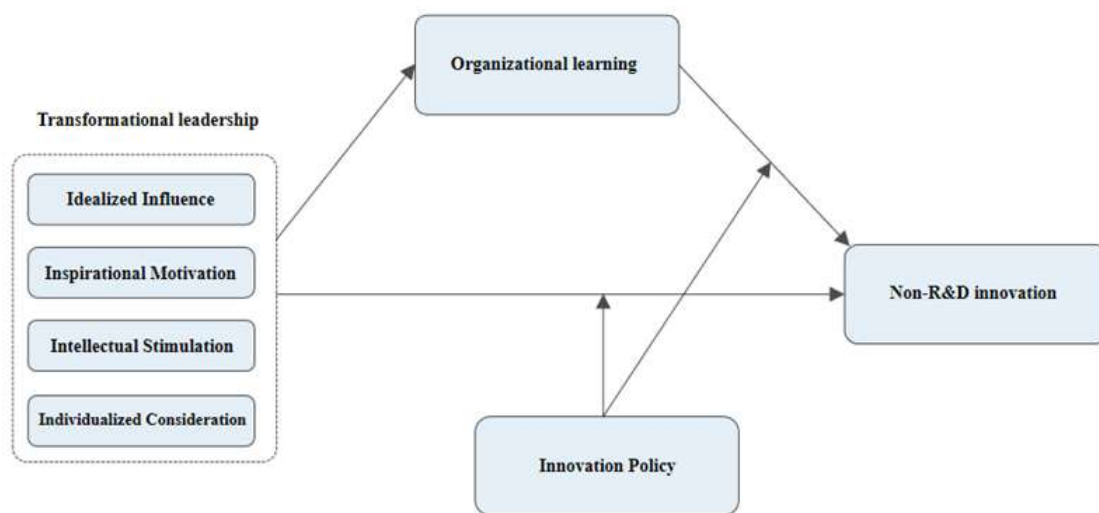 Organizational learning
Transformational leadership
Idealized Influence
Inspirational Motivation
Intellectual Stimulation
Individualized Consideration
Non-R&D innovation
Innovation Policy